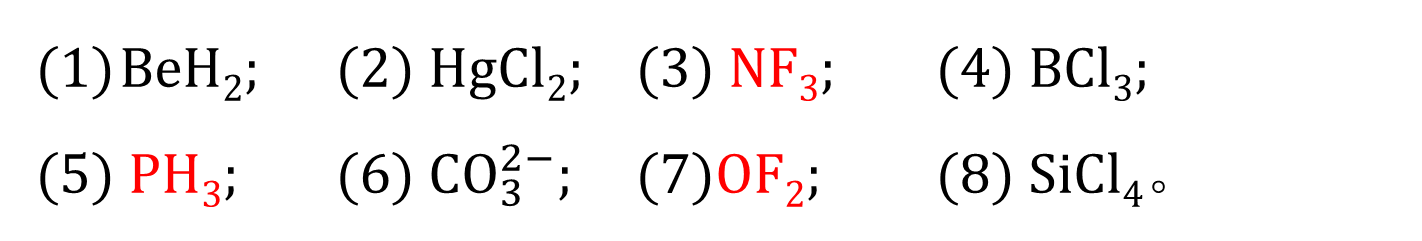 (1) BeH₂; (2) HgCl₂; (3) NF₃; (4) BCl₃;
(5) PH₃; (6) CO₃²⁻; (7) OF₂; (8) SiCl₄。